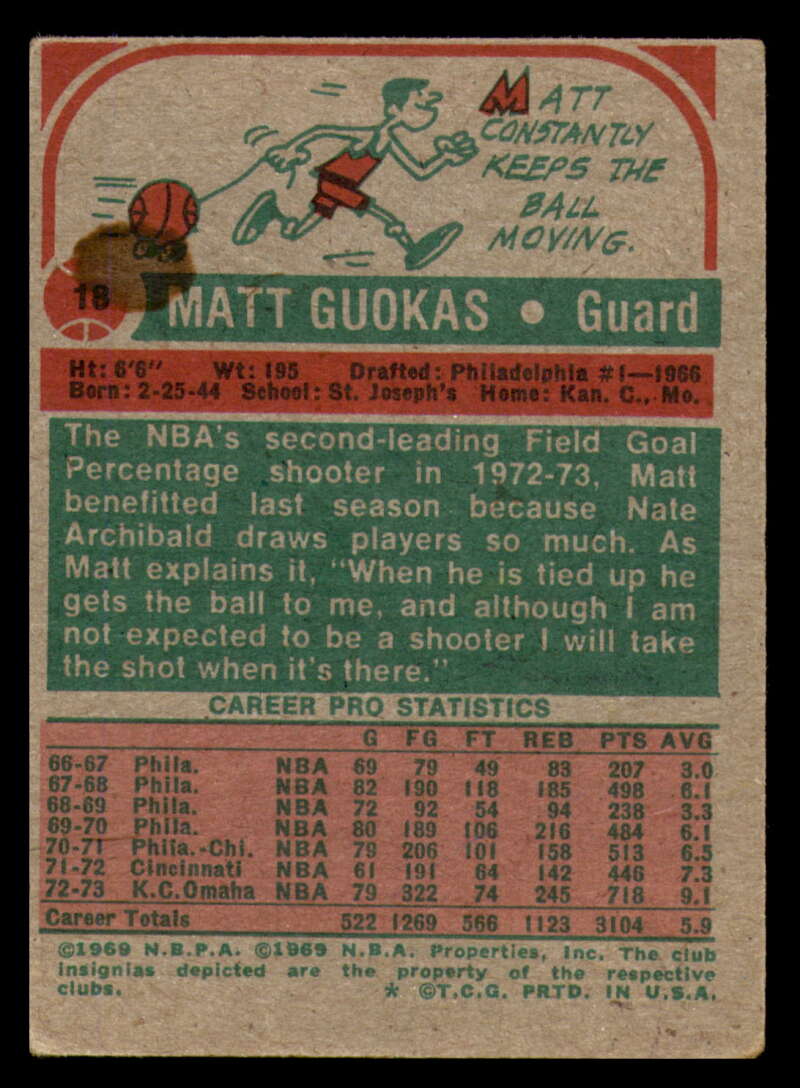 MATT
CONSTANTLY
KEEPS THE
BALL
MOVING.
18
MATT GUOKAS • Guard
Ht: 6'6" Wt: 195 Drafted: Philadelphia #1—1966
Born: 2-25-44 School: St. Joseph's Home: Kan. C., Mo.
The NBA's second-leading Field Goal
Percentage shooter in 1972-73, Matt
benefitted last season because Nate
Archibald draws players so much. As
Matt explains it, "When he is tied up he
gets the ball to me, and although I am
not expected to be a shooter I will take
the shot when it's there."
CAREER PRO STATISTICS
G FG FT REB PTS AVG
66-67 Phila. NBA 69 79 49 83 207 3.0
67-68 Phila. NBA 82 190 118 185 498 6.1
68-69 Phila. NBA 72 92 54 94 238 3.3
69-70 Phila. NBA 80 189 106 216 484 6.1
70-71 Phila.-Chi. NBA 79 206 101 158 513 6.5
71-72 Cincinnati NBA 61 191 64 142 446 7.3
72-73 K.C.Omaha NBA 79 322 74 245 718 9.1
Career Totals 522 1269 566 1123 3104 5.9
©1969 N.B.P.A. ©1969 N.B.A. Properties, Inc. The club
insignias depicted are the property of the respective
clubs. * ©T.C.G. PRTD. IN U.S.A.